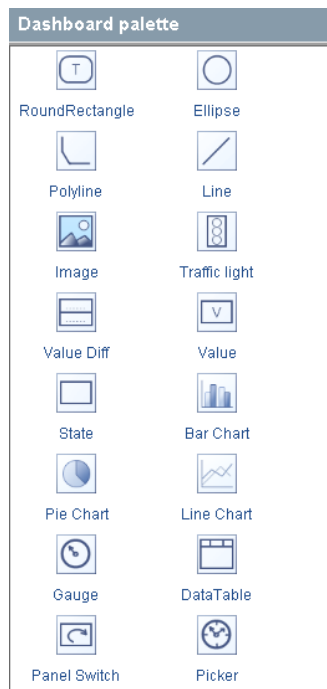 Dashboard palette
T
RoundRectangle Ellipse
Polyline Line
Image Traffic light
V
Value Diff Value
State Bar Chart
Pie Chart Line Chart
Gauge DataTable
Panel Switch Picker